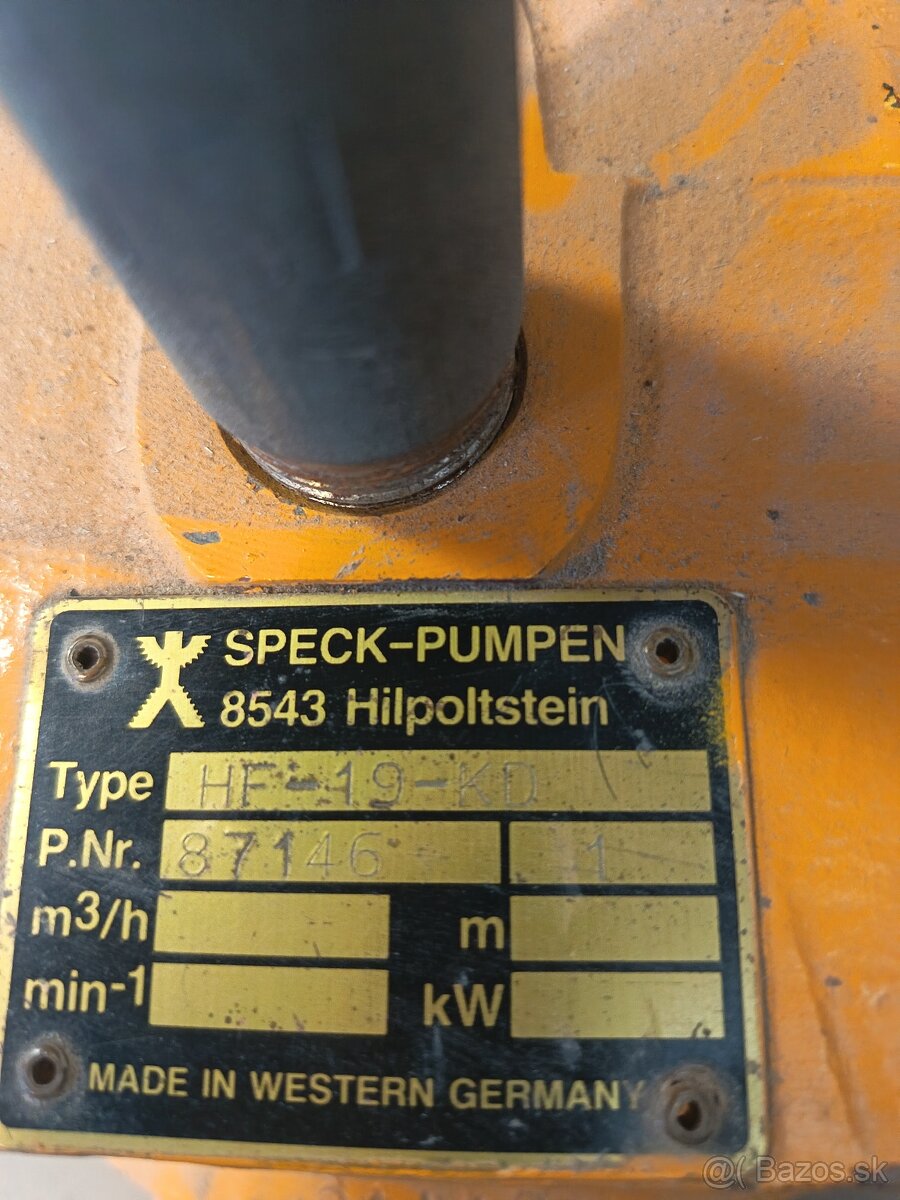 SPECK-PUMPEN
8543 Hilpoltstein
Type HF-19-KD
P.Nr. 87146 1
m3/h m
min-1 kW
MADE IN WESTERN GERMANY
@( Bazos.sk